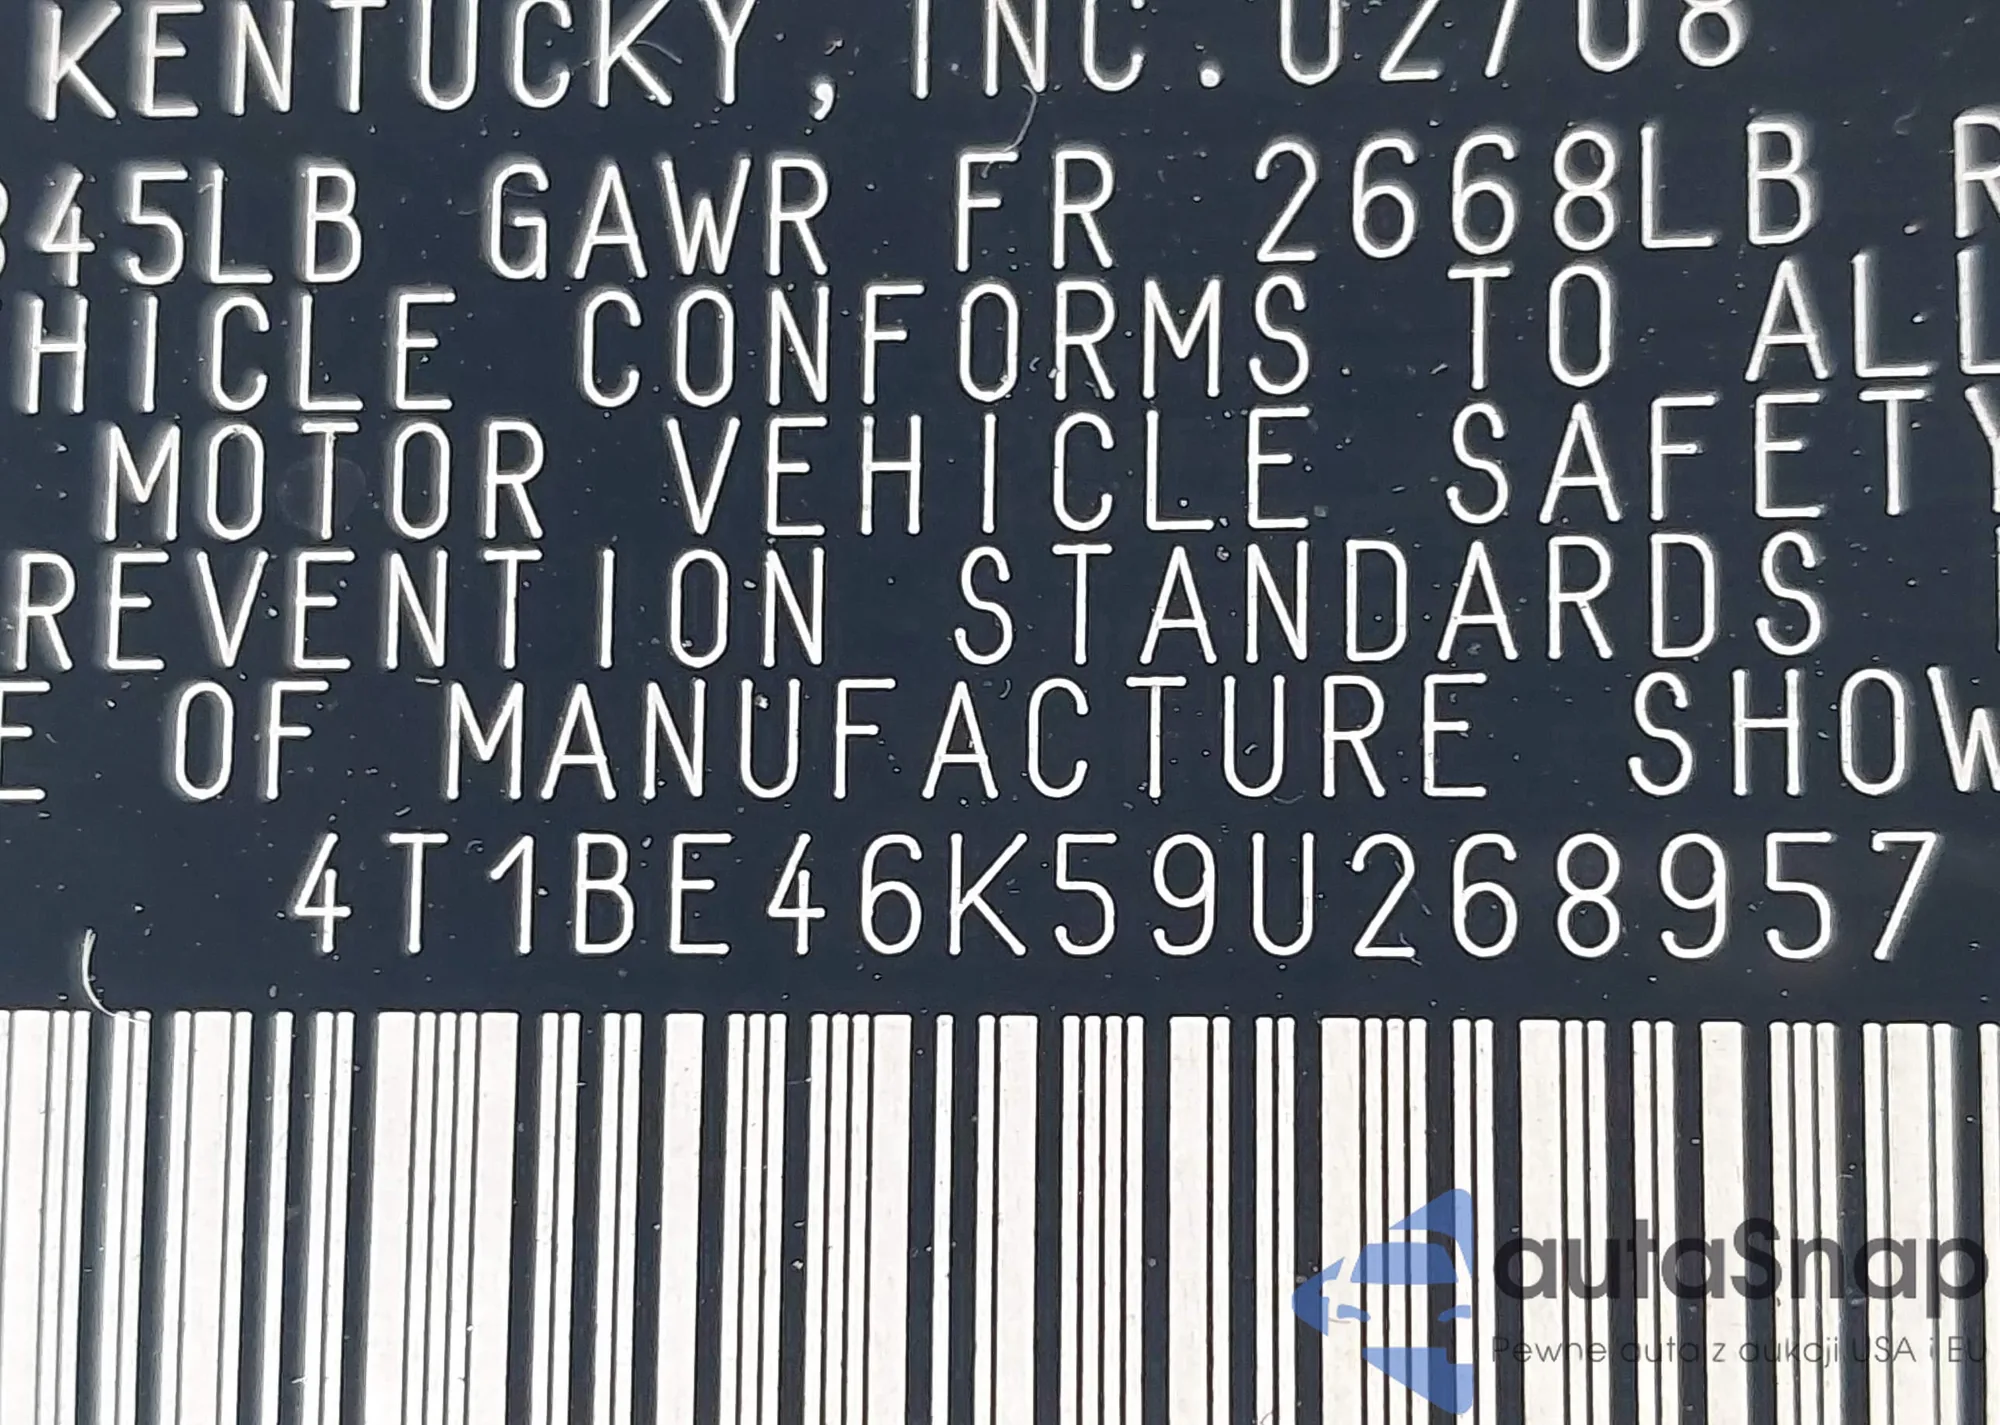 KENTUCKY, INC. 02/08
345LB GAWR FR 2668LB R
HICLE CONFORMS TO ALL
MOTOR VEHICLE SAFETY
REVENTION STANDARDS
E OF MANUFACTURE SHOW
4T1BE46K59U268957
autaSnap
Pewne auta z aukcji USA i EU